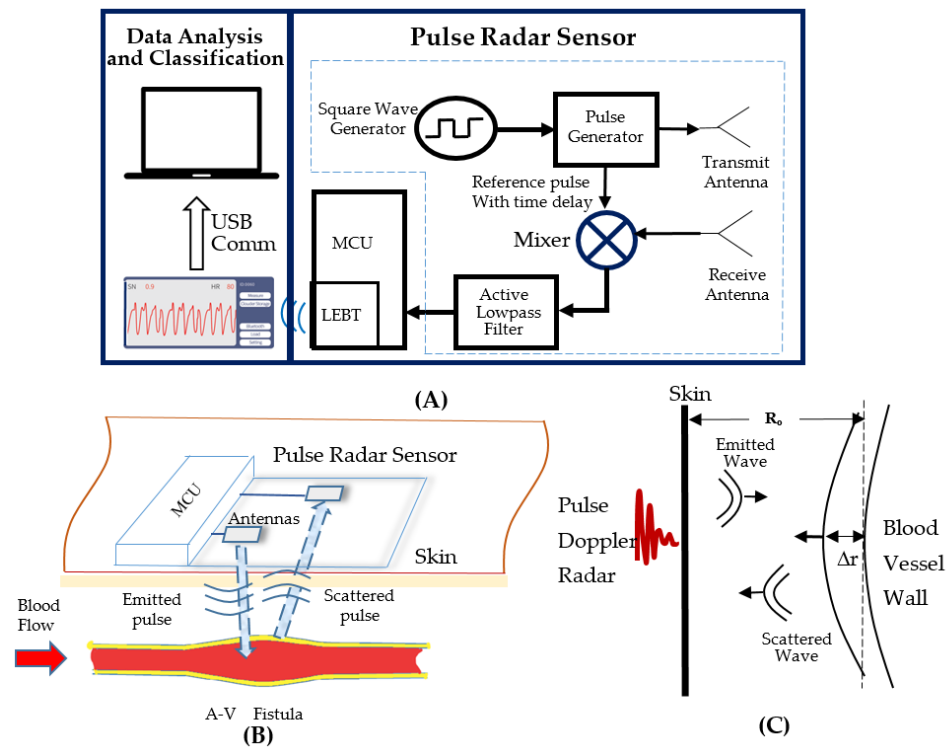 Data Analysis
and Classification
USB
Comm
SN 0.9 HR 80
Measure
Setting
Pulse Radar Sensor
Square Wave
Generator
Pulse
Generator
Transmit
Antenna
Reference pulse
With time delay
Mixer
Receive
Antenna
MCU
LEBT
Active
Lowpass
Filter
(A)
Pulse Radar Sensor
MCU
Antennas
Skin
Emitted
pulse
Scattered
pulse
Blood
Flow
A-V Fistula
(B)
Skin
R₀
Emitted
Wave
Pulse
Doppler
Radar
Δr
Blood
Vessel
Wall
Scattered
Wave
(C)